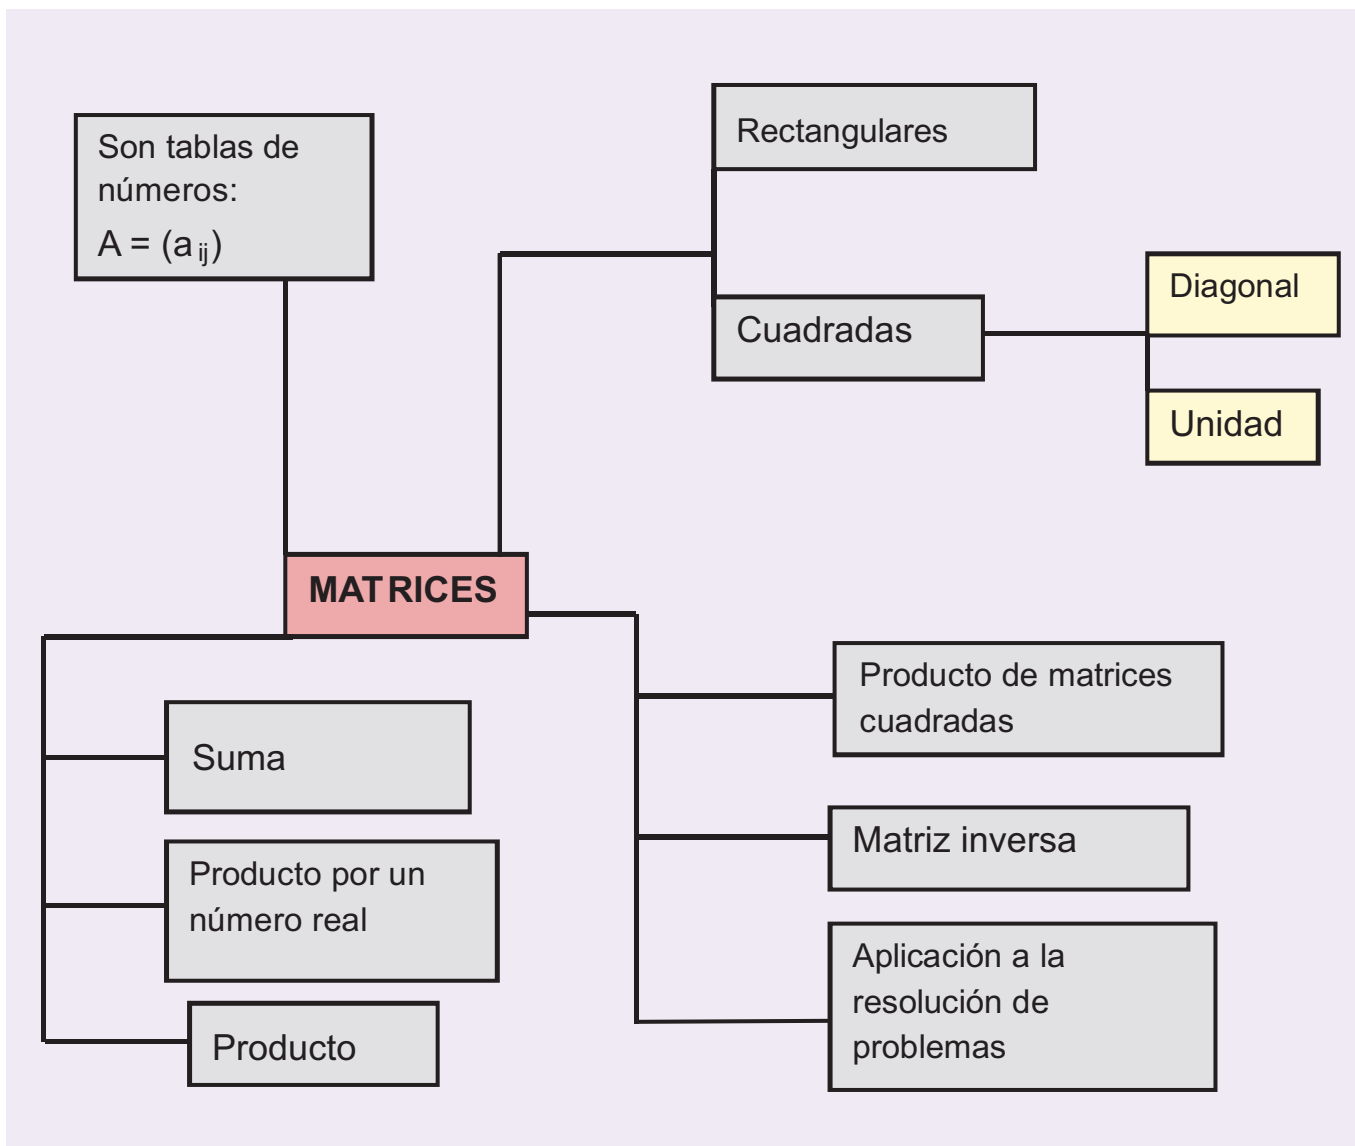 Son tablas de
números:
A = (a ij)
Rectangulares
Cuadradas
Diagonal
Unidad
MATRICES
Suma
Producto por un
número real
Producto
Producto de matrices
cuadradas
Matriz inversa
Aplicación a la
resolución de
problemas